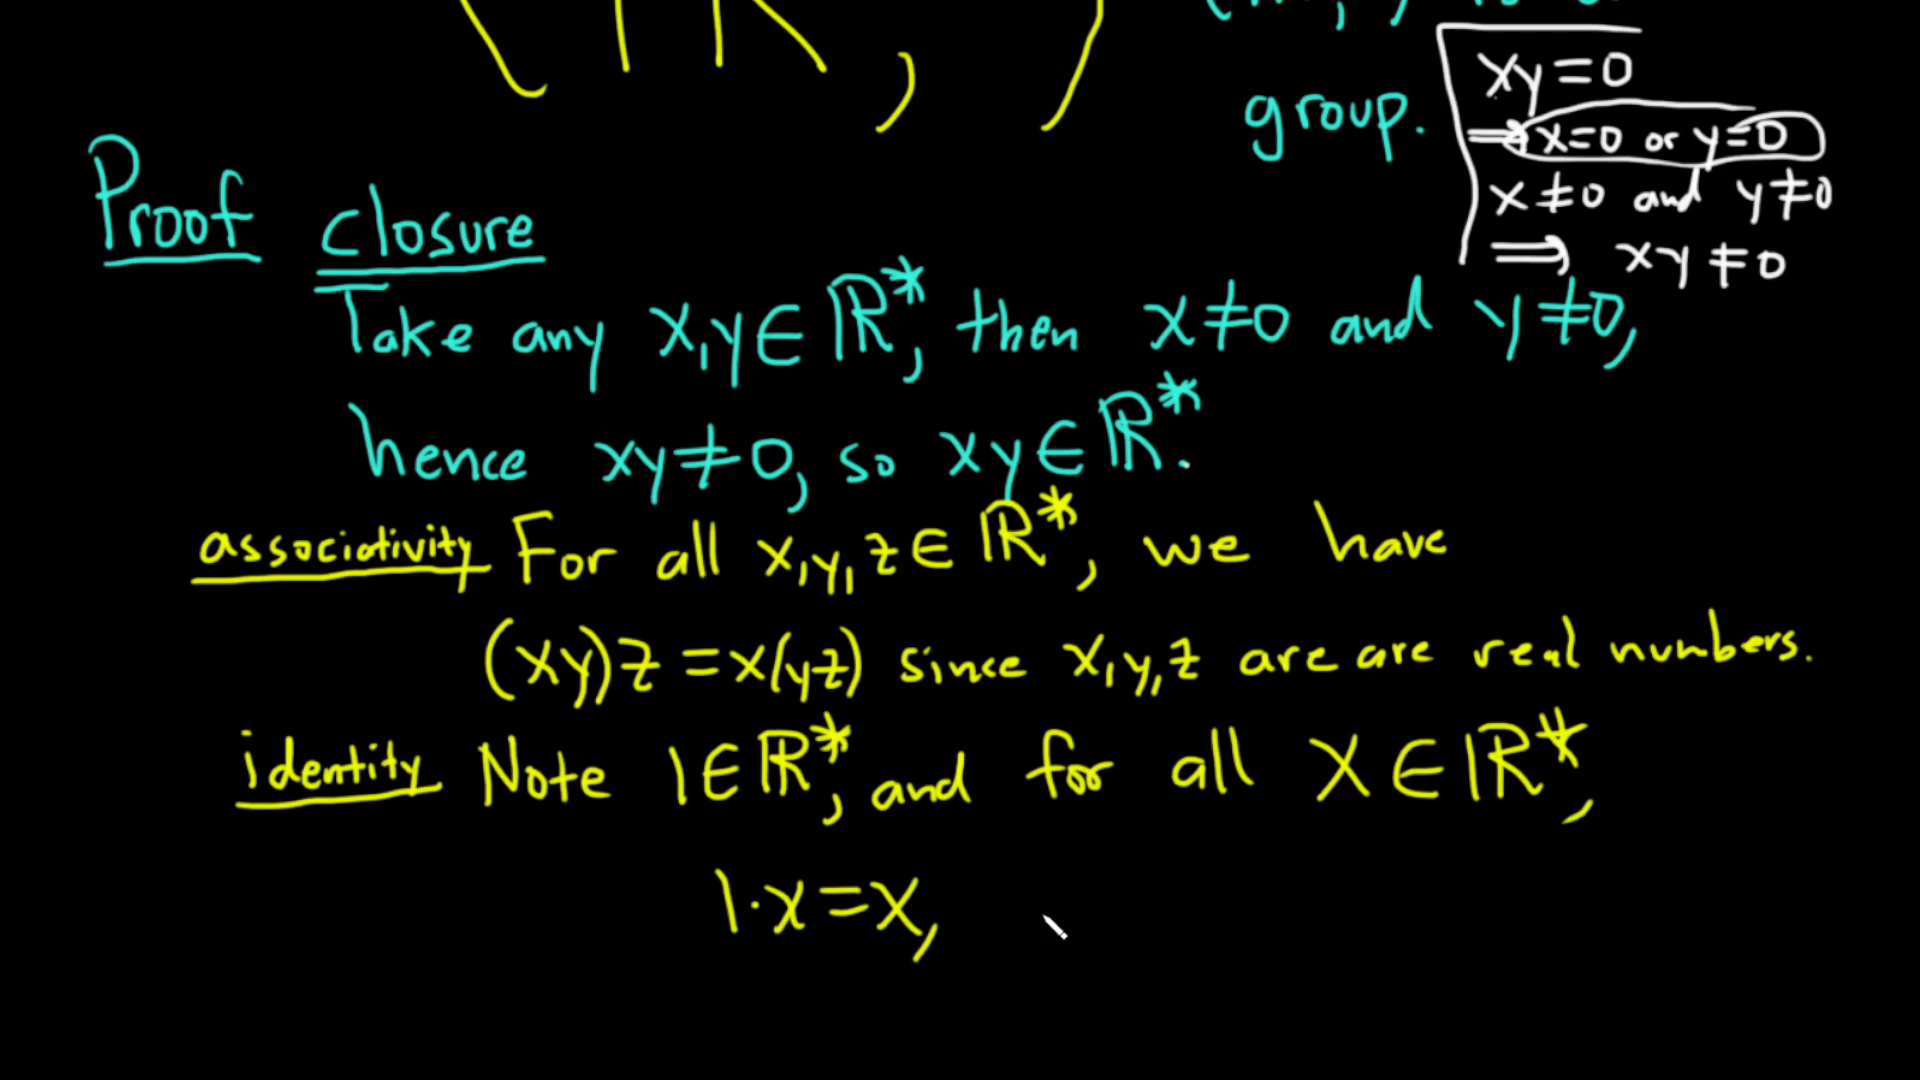 group.
xy=0
⟹ x=0 or y=0
x≠0 and y≠0
⟹ xy≠0
Proof closure
Take any x,y∈ℝ*, then x≠0 and y≠0,
hence xy≠0, so xy∈ℝ*.
associativity For all x,y,z∈ℝ*, we have
(xy)z=x(yz) since x,y,z are are real numbers.
identity Note 1∈ℝ*, and for all x∈ℝ*,
1·x=x,